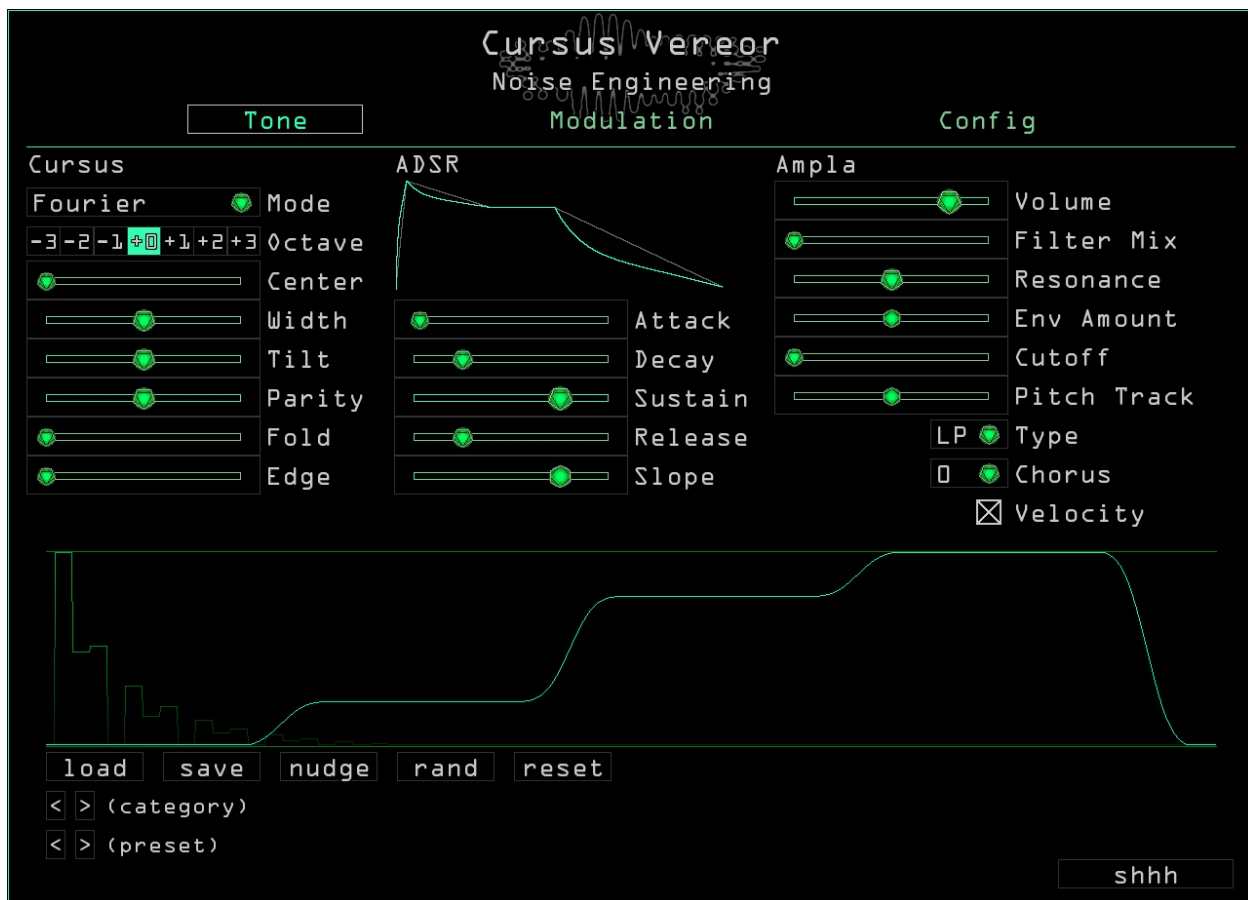 Cursus Vereor
Noise Engineering
Tone Modulation Config
Cursus
Fourier Mode
-3 -2 -1 +0 +1 +2 +3 Octave
Center
Width
Tilt
Parity
Fold
Edge
ADSR
Attack
Decay
Sustain
Release
Slope
Ampla
Volume
Filter Mix
Resonance
Env Amount
Cutoff
Pitch Track
LP Type
0 Chorus
Velocity
load save nudge rand reset
< > (category)
< > (preset)
shhh